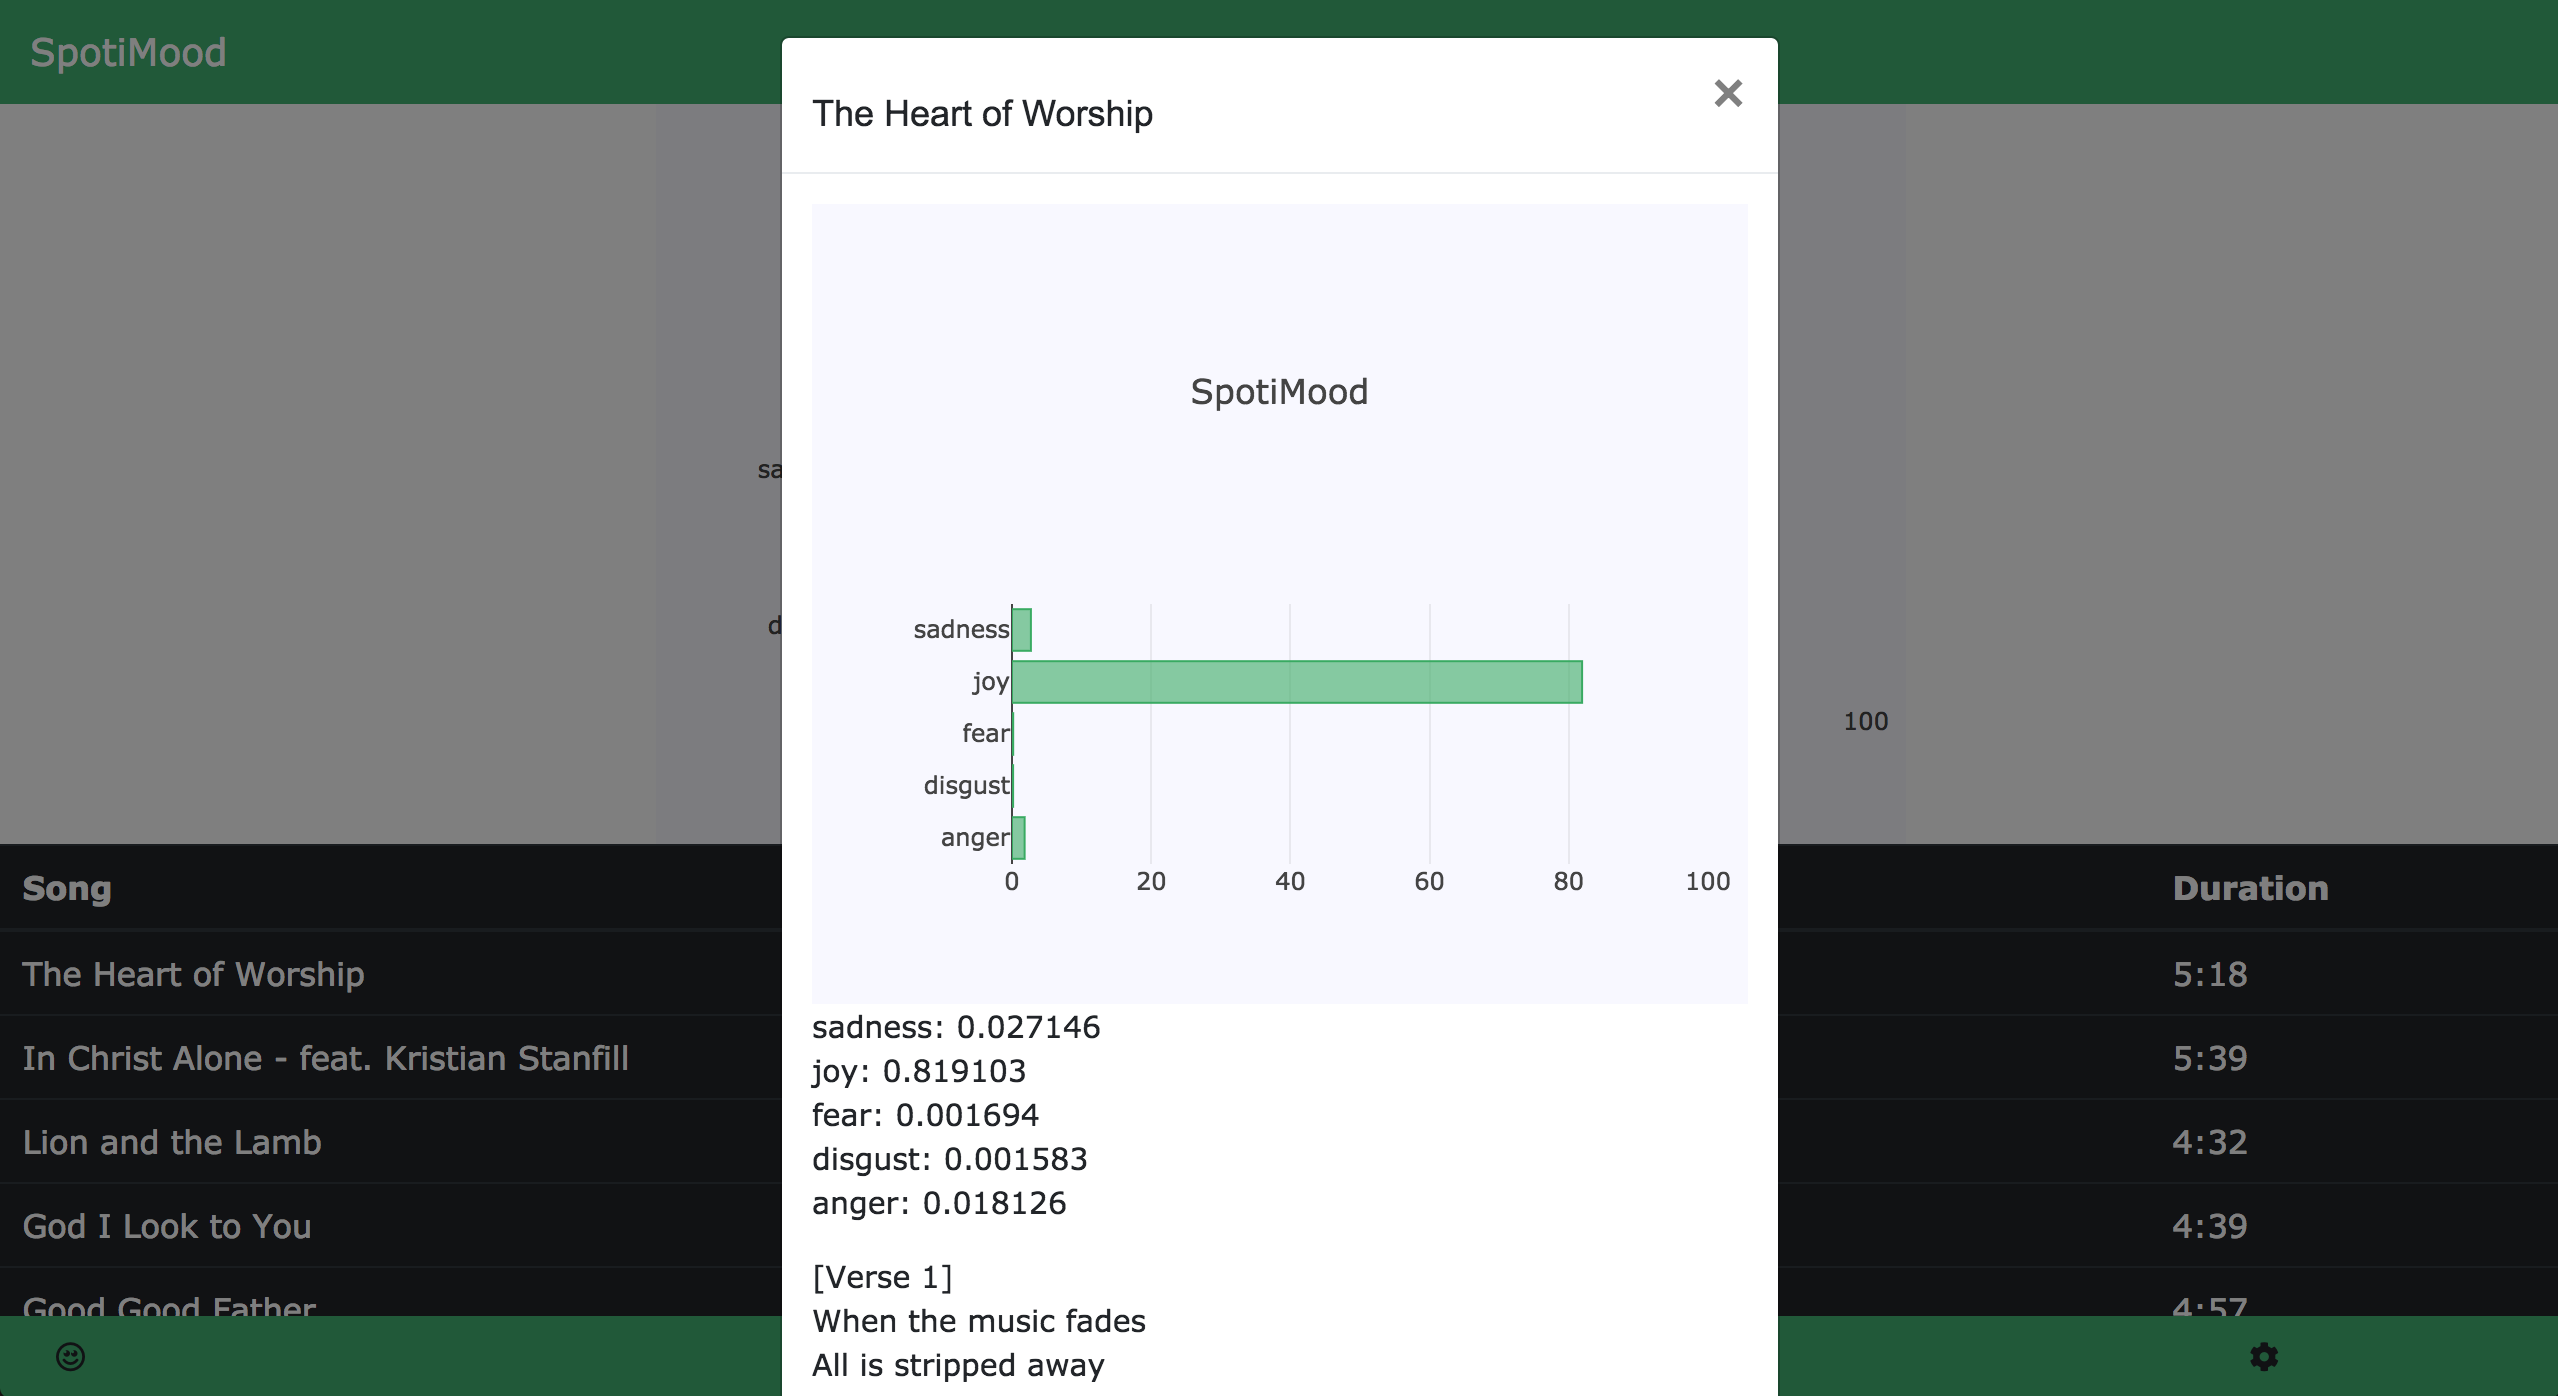 SpotiMood
The Heart of Worship
SpotiMood
sa
d
100
sadness
joy
fear
disgust
anger
0 20 40 60 80 100
sadness: 0.027146
joy: 0.819103
fear: 0.001694
disgust: 0.001583
anger: 0.018126
[Verse 1]
When the music fades
All is stripped away
Song Duration
The Heart of Worship 5:18
In Christ Alone - feat. Kristian Stanfill 5:39
Lion and the Lamb 4:32
God I Look to You 4:39
Good Good Father 4:57